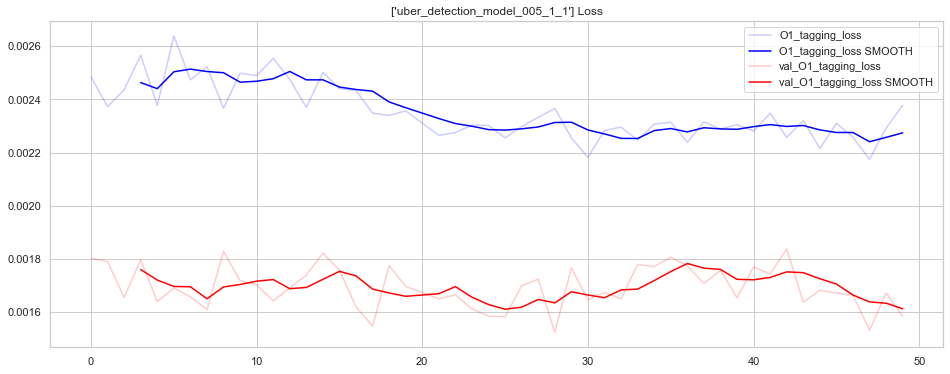 ['uber_detection_model_005_1_1'] Loss
O1_tagging_loss
O1_tagging_loss SMOOTH
val_O1_tagging_loss
val_O1_tagging_loss SMOOTH
0.0026
0.0024
0.0022
0.0020
0.0018
0.0016
0 10 20 30 40 50